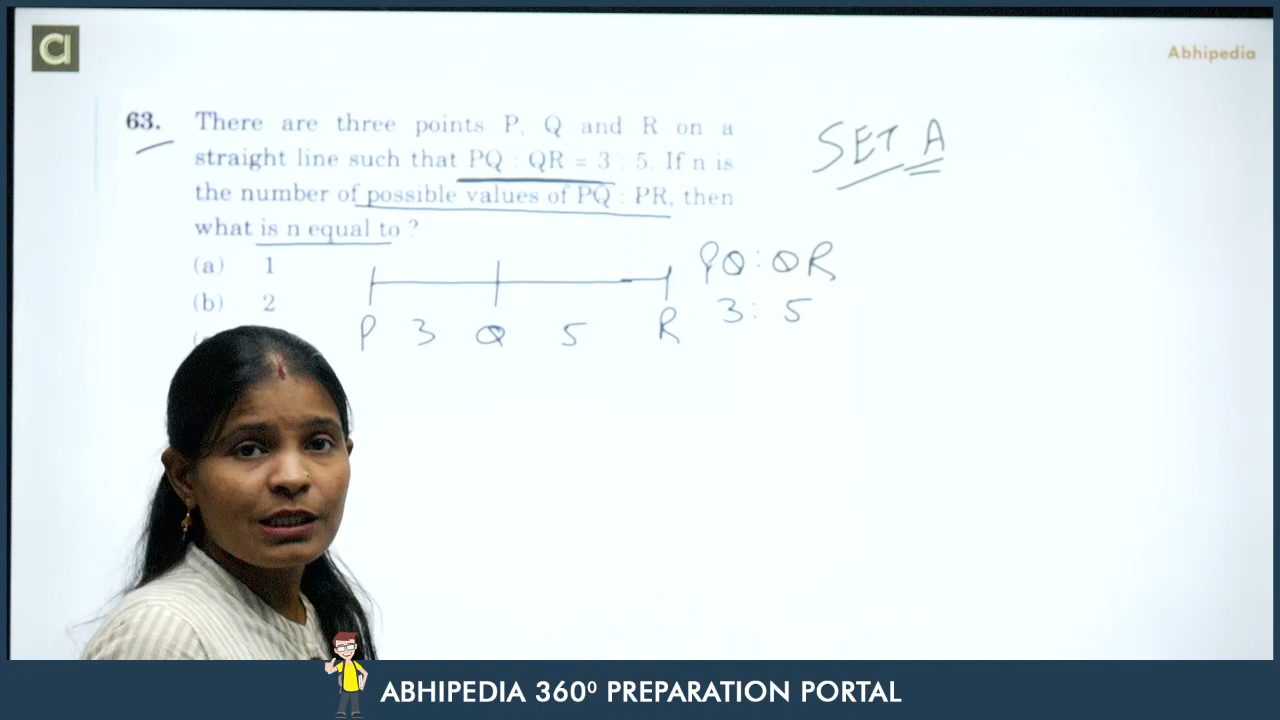 Abhipedia
63. There are three points P, Q and R on a
straight line such that PQ : QR = 3 : 5. If n is
the number of possible values of PQ : PR, then
what is n equal to ?
(a) 1
(b) 2
SET A
PQ : QR
3 : 5
P 3 Q 5 R
ABHIPEDIA 360⁰ PREPARATION PORTAL